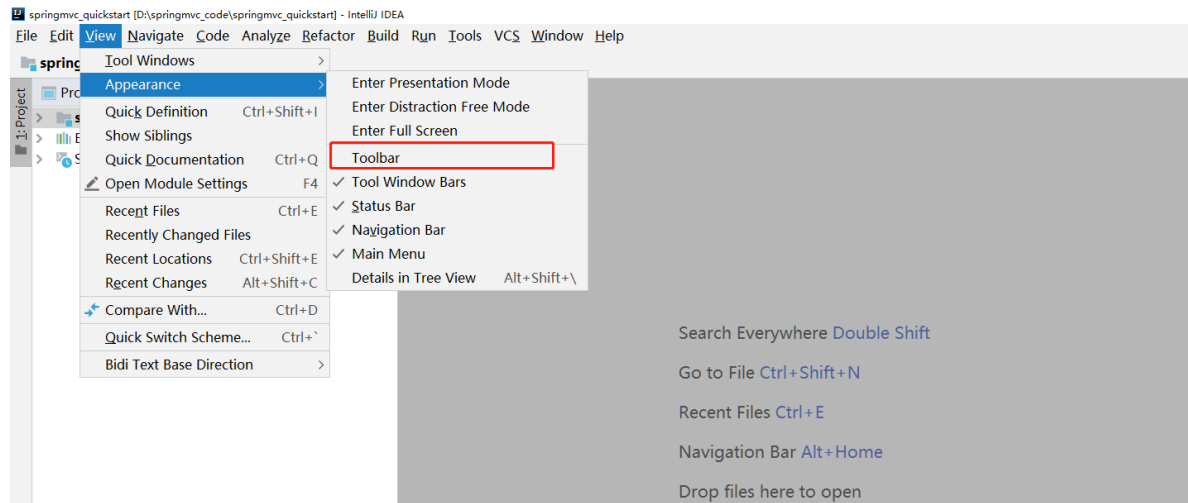 springmvc_quickstart [D:\springmvc_code\springmvc_quickstart] - IntelliJ IDEA
File Edit View Navigate Code Analyze Refactor Build Run Tools VCS Window Help
spring
1: Project
Pro
s
E
S
Tool Windows >
Appearance >
Quick Definition Ctrl+Shift+I
Show Siblings
Quick Documentation Ctrl+Q
Open Module Settings F4
Recent Files Ctrl+E
Recently Changed Files
Recent Locations Ctrl+Shift+E
Recent Changes Alt+Shift+C
Compare With... Ctrl+D
Quick Switch Scheme... Ctrl+`
Bidi Text Base Direction >
Enter Presentation Mode
Enter Distraction Free Mode
Enter Full Screen
Toolbar
✓ Tool Window Bars
✓ Status Bar
✓ Navigation Bar
✓ Main Menu
Details in Tree View Alt+Shift+\
Search Everywhere Double Shift
Go to File Ctrl+Shift+N
Recent Files Ctrl+E
Navigation Bar Alt+Home
Drop files here to open